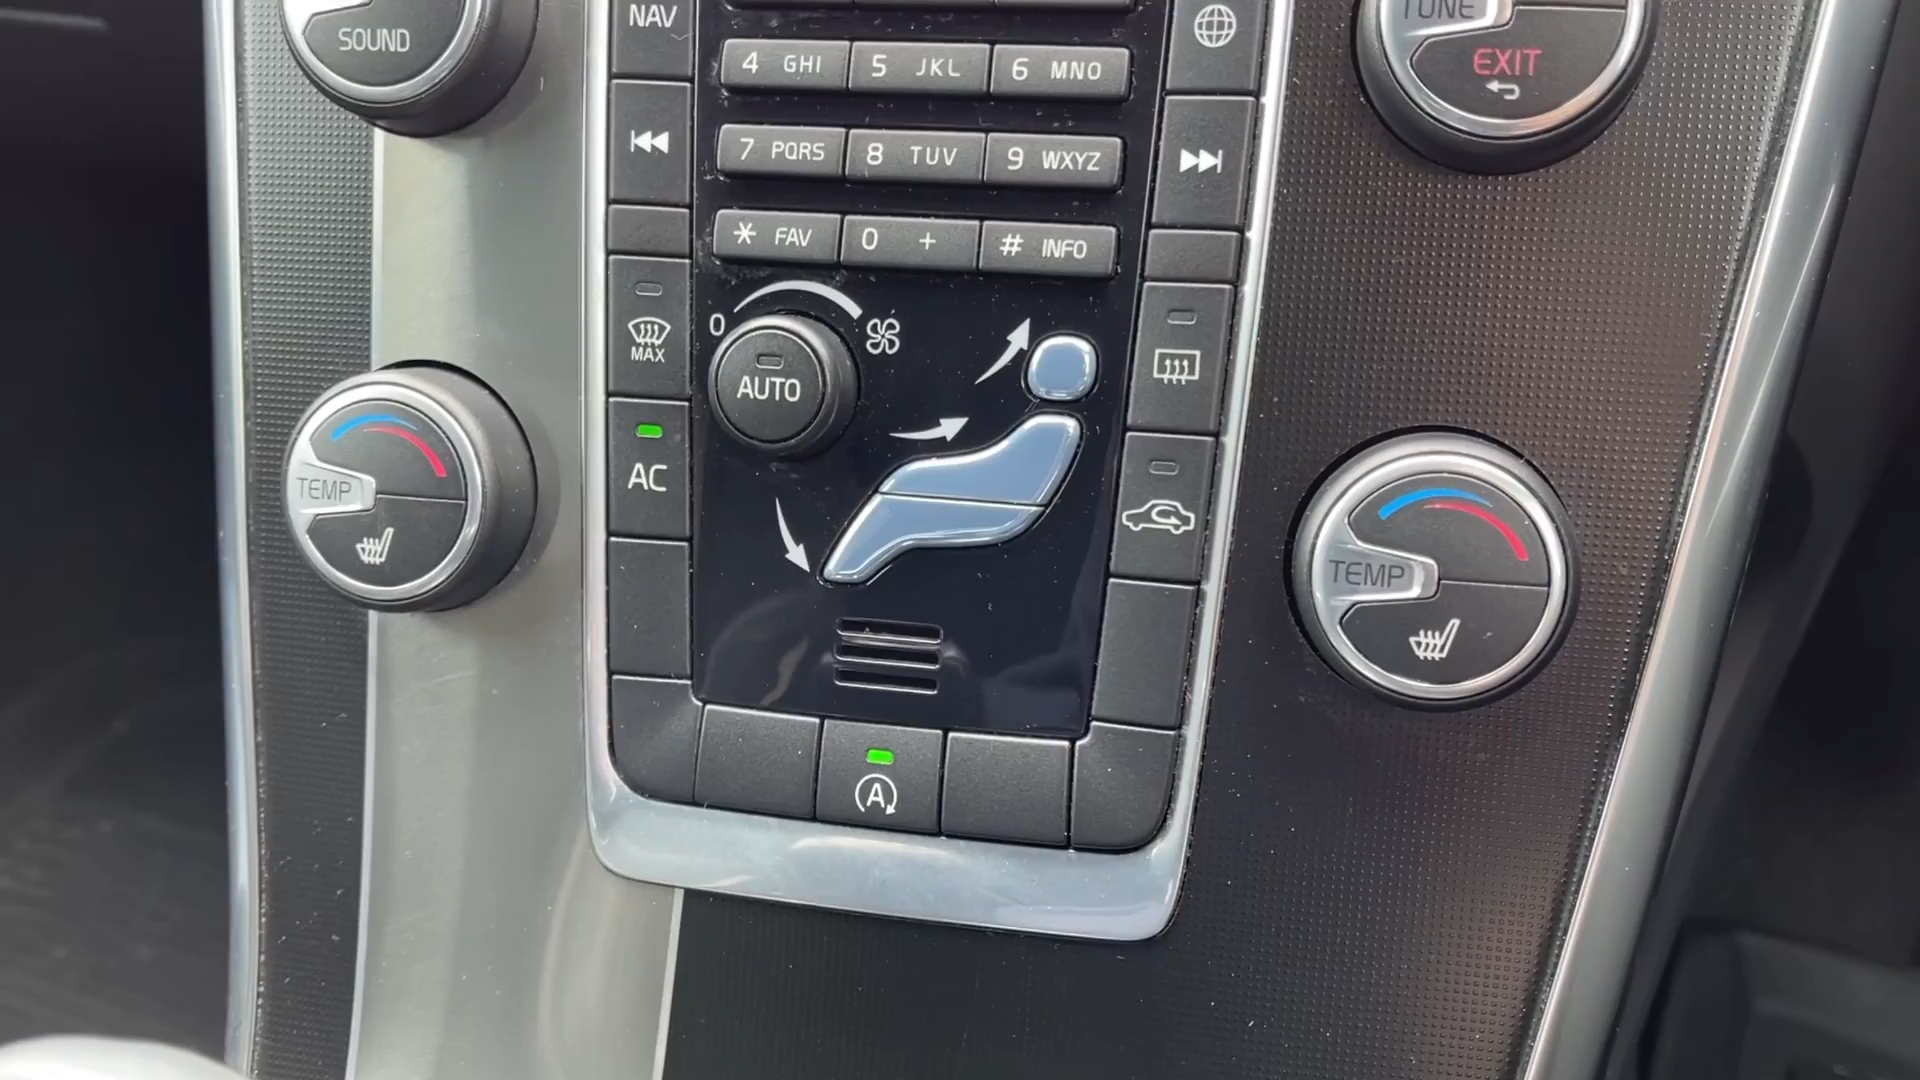 SOUND
NAV
4 GHI
5 JKL
6 MNO
TUNE
EXIT
7 PQRS
8 TUV
9 WXYZ
* FAV
0 +
# INFO
0
MAX
AUTO
AC
TEMP
TEMP
A